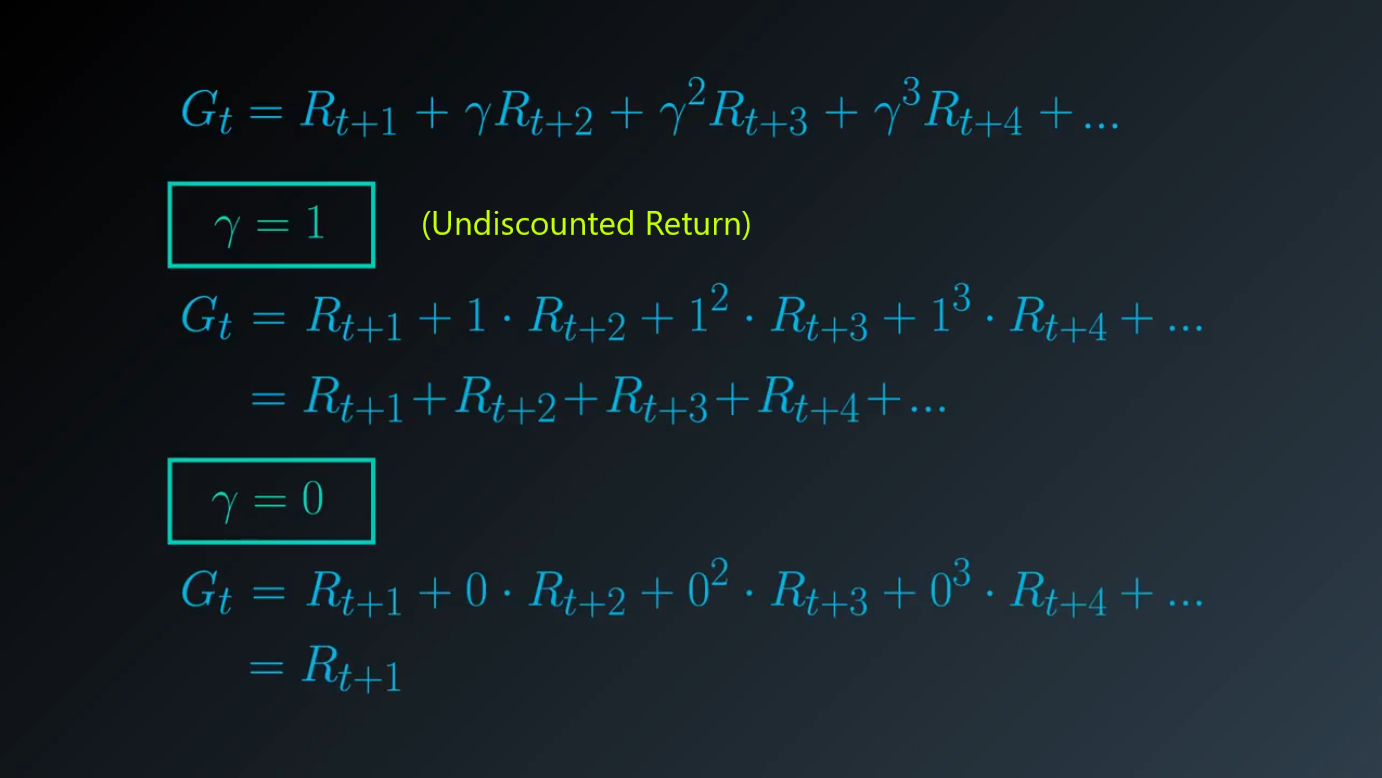 G_t = R_{t+1} + γR_{t+2} + γ^2R_{t+3} + γ^3R_{t+4} + ...
γ = 1 (Undiscounted Return)
G_t = R_{t+1} + 1 · R_{t+2} + 1^2 · R_{t+3} + 1^3 · R_{t+4} + ...
= R_{t+1} + R_{t+2} + R_{t+3} + R_{t+4} + ...
γ = 0
G_t = R_{t+1} + 0 · R_{t+2} + 0^2 · R_{t+3} + 0^3 · R_{t+4} + ...
= R_{t+1}